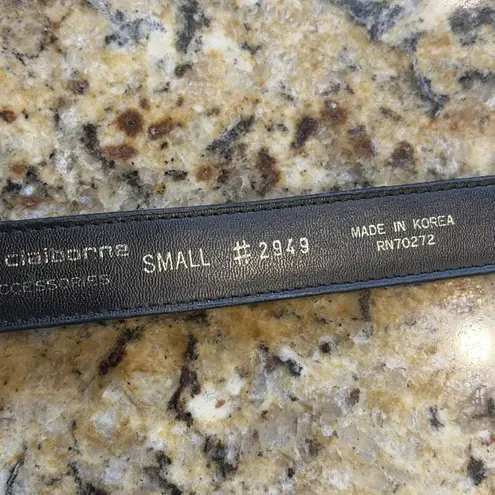 claiborne
CCESSORIES
SMALL #2949
MADE IN KOREA
RN70272